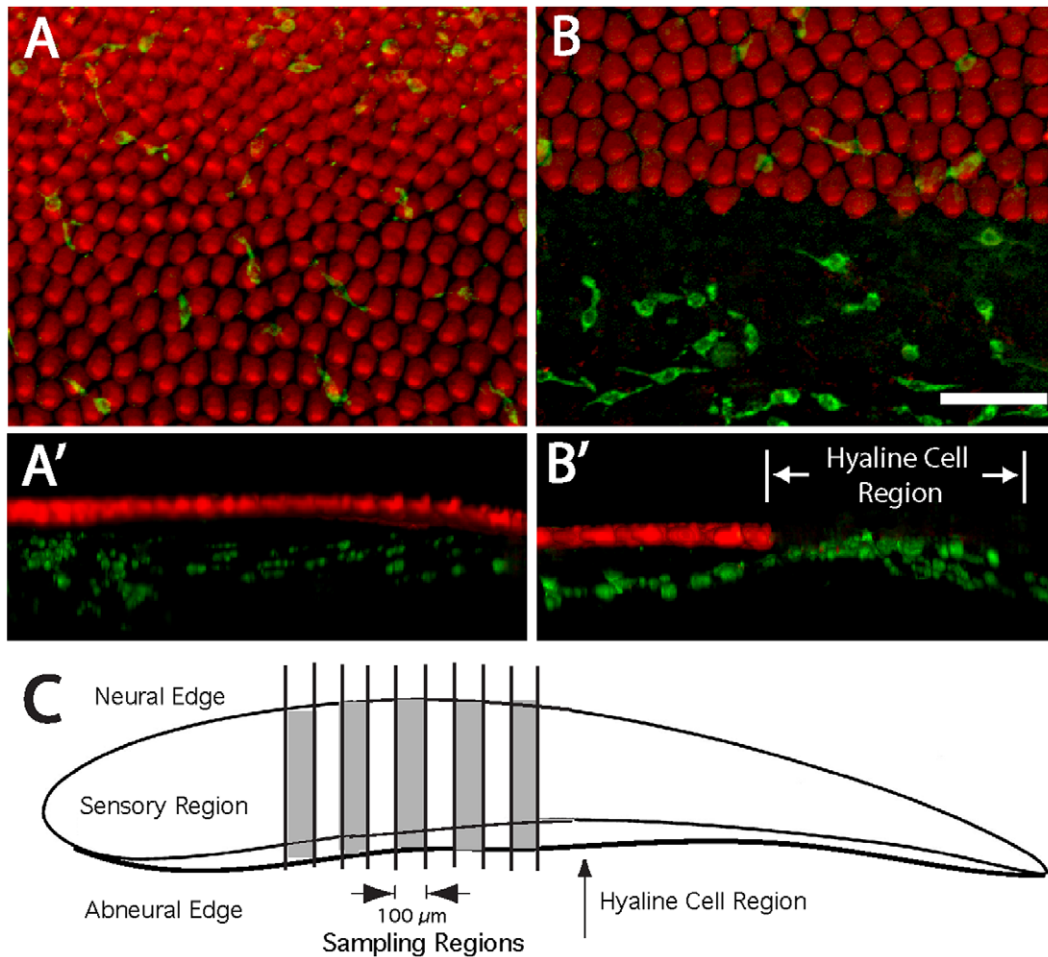 A
B
A'
B'
Hyaline Cell
Region
C
Neural Edge
Sensory Region
Abneural Edge
100 µm
Sampling Regions
Hyaline Cell Region